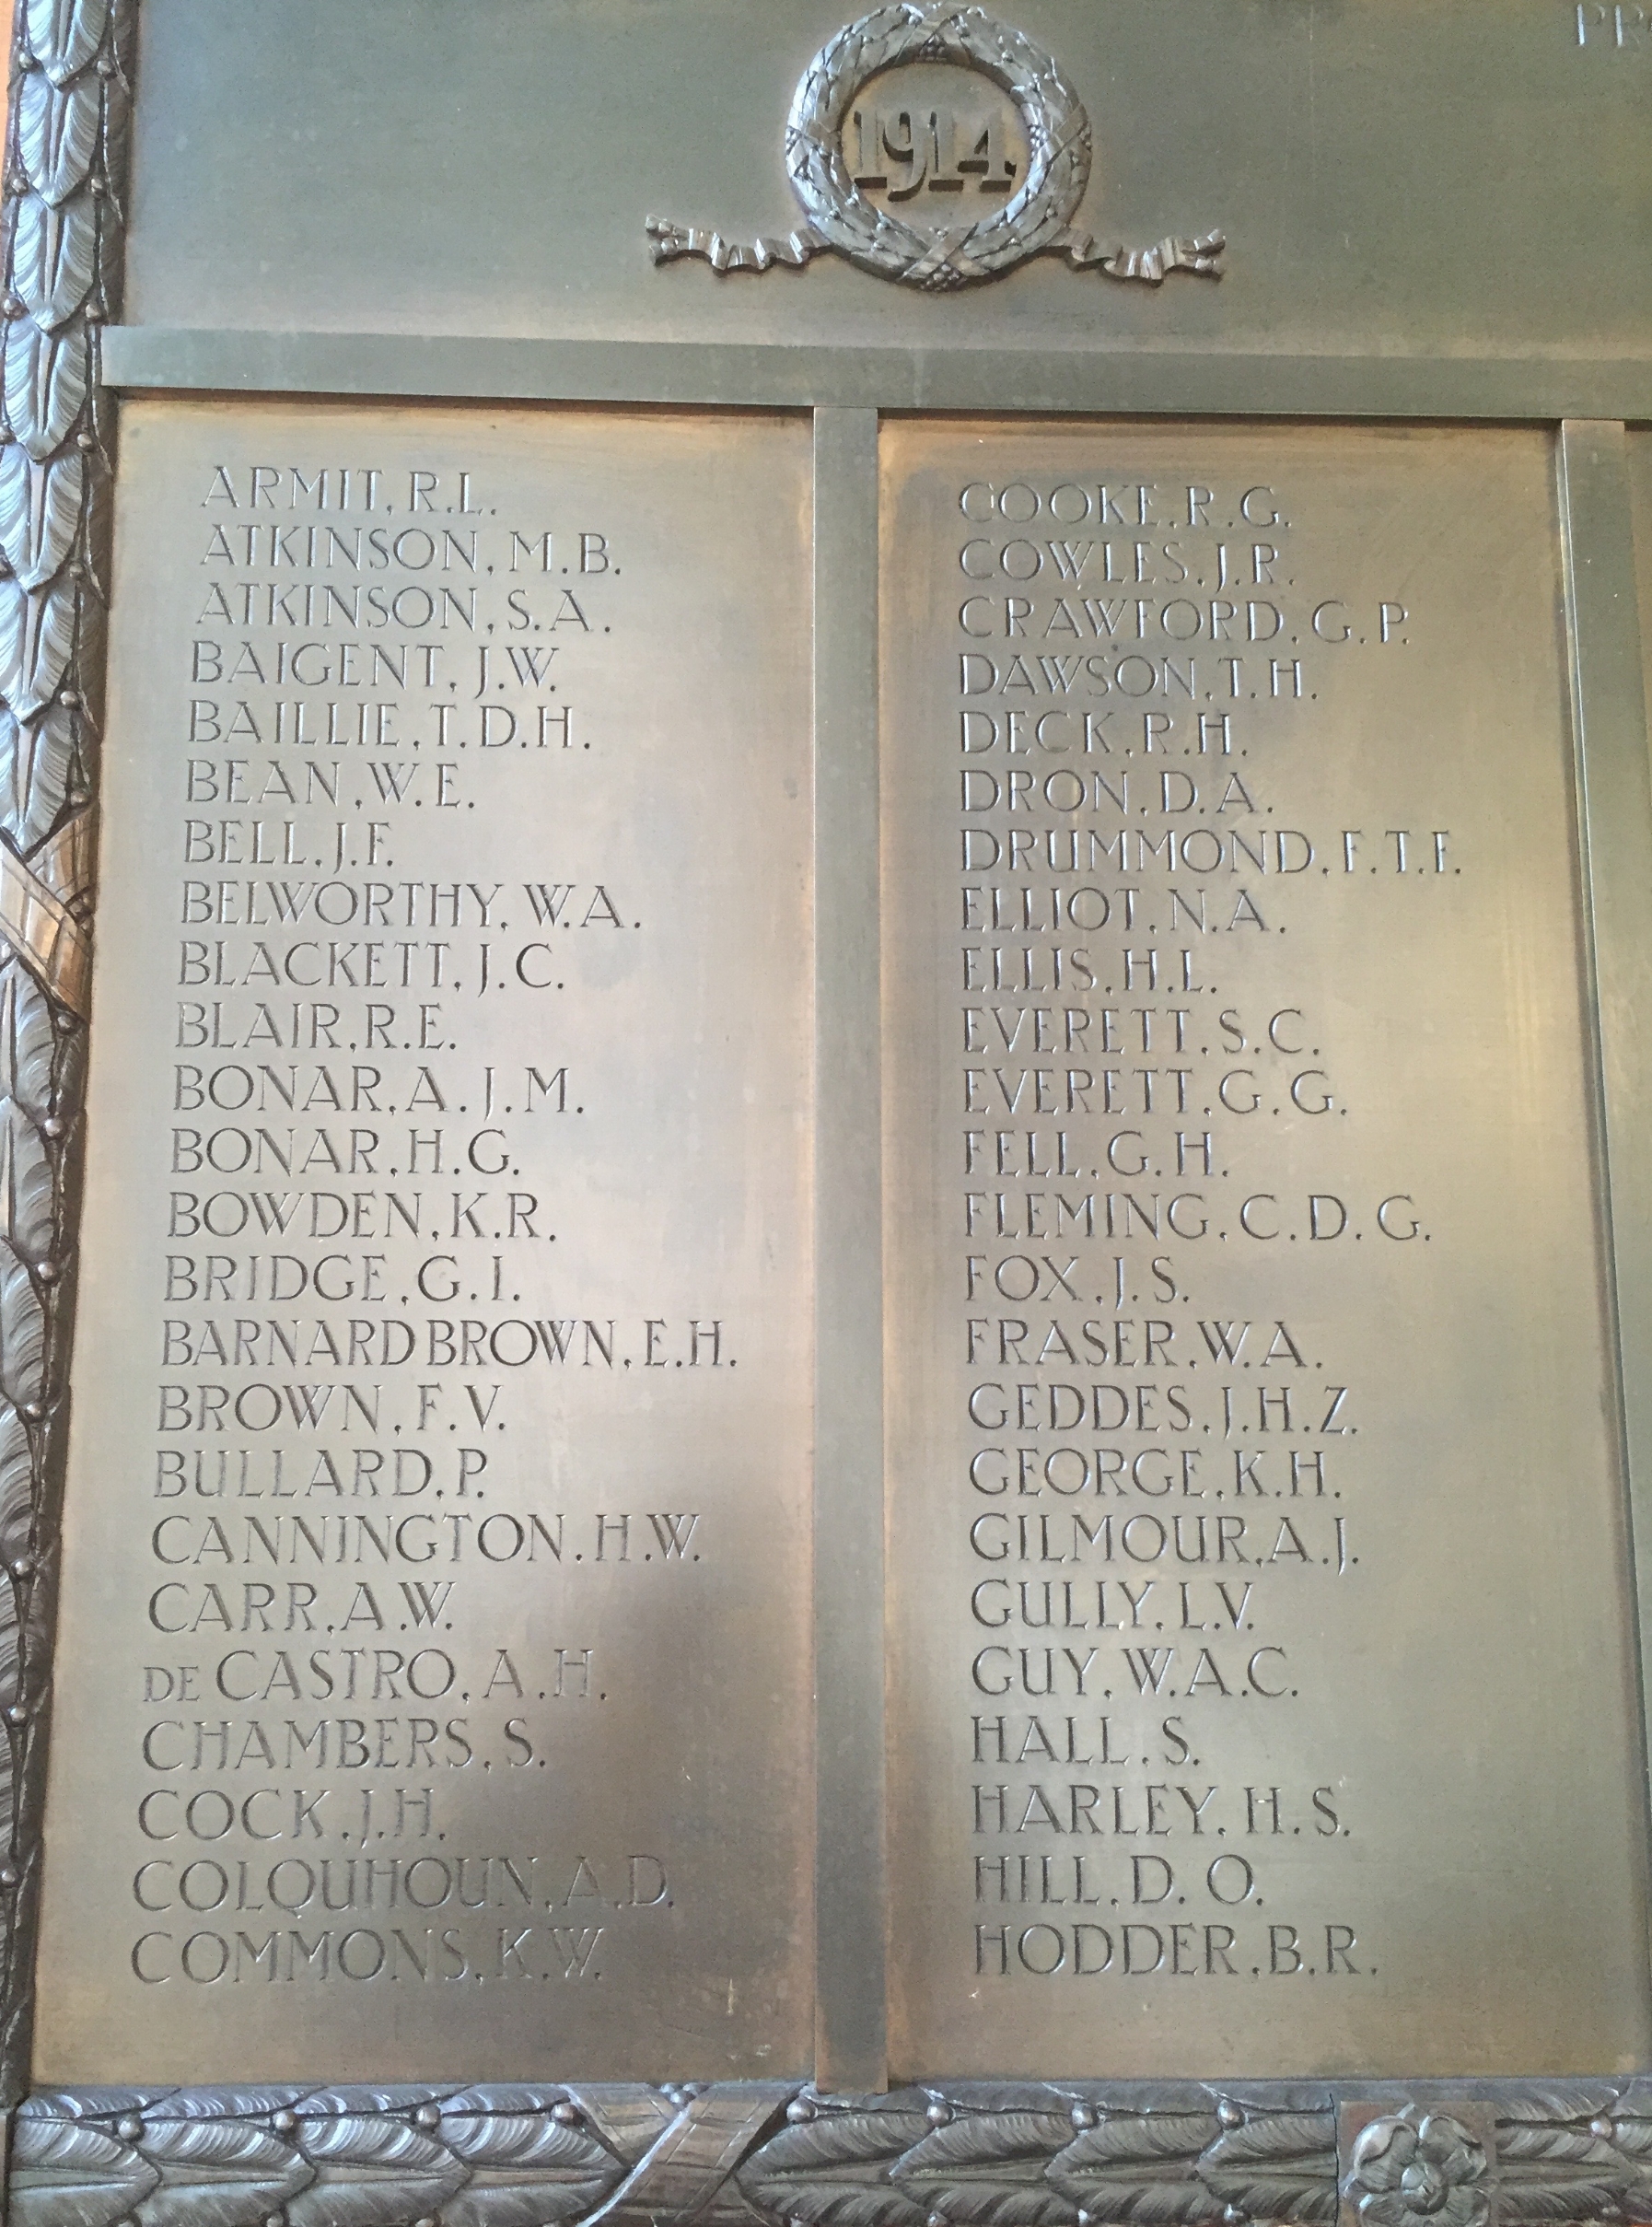 PR
1914
ARMIT, R.L.
ATKINSON, M.B.
ATKINSON, S.A.
BAIGENT, J.W.
BAILLIE, T.D.H.
BEAN, W.E.
BELL, J.F.
BELWORTHY, W.A.
BLACKETT, J.C.
BLAIR, R.E.
BONAR, A.J.M.
BONAR, H.G.
BOWDEN, K.R.
BRIDGE, G.I.
BARNARD BROWN, E.H.
BROWN, F.V.
BULLARD, P.
CANNINGTON. H.W.
CARR, A.W.
DE CASTRO, A.H.
CHAMBERS, S.
COCK, J.H.
COLQUHOUN, A.D.
COMMONS, K.W.
COOKE, R.G.
COWLES, J.R.
CRAWFORD, G.P.
DAWSON, T.H.
DECK, R.H.
DRON, D.A.
DRUMMOND, F.T.F.
ELLIOT, N.A.
ELLIS, H.L.
EVERETT, S.C.
EVERETT, G.G.
FELL, G.H.
FLEMING, C.D.G.
FOX, J.S.
FRASER, W.A.
GEDDES, J.H.Z.
GEORGE, K.H.
GILMOUR, A.J.
GULLY, L.V.
GUY, W.A.C.
HALL, S.
HARLEY, H.S.
HILL, D.O.
HODDER, B.R.